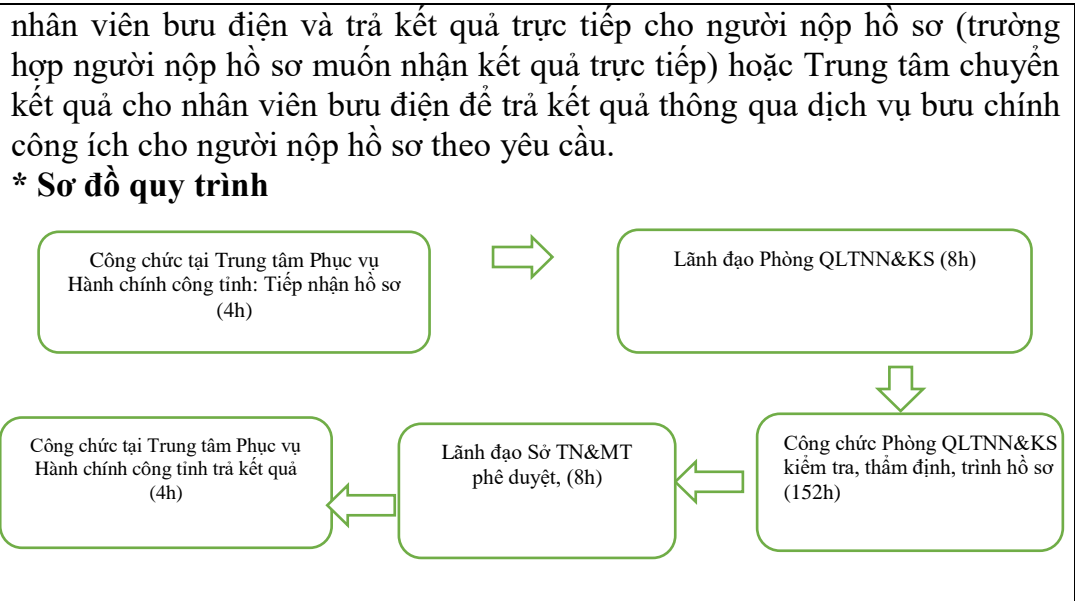 nhân viên bưu điện và trả kết quả trực tiếp cho người nộp hồ sơ (trường
hợp người nộp hồ sơ muốn nhận kết quả trực tiếp) hoặc Trung tâm chuyển
kết quả cho nhân viên bưu điện để trả kết quả thông qua dịch vụ bưu chính
công ích cho người nộp hồ sơ theo yêu cầu.
* Sơ đồ quy trình
Công chức tại Trung tâm Phục vụ
Hành chính công tỉnh: Tiếp nhận hồ sơ
(4h)
Lãnh đạo Phòng QLTNN&KS (8h)
Công chức Phòng QLTNN&KS
kiểm tra, thẩm định, trình hồ sơ
(152h)
Lãnh đạo Sở TN&MT
phê duyệt, (8h)
Công chức tại Trung tâm Phục vụ
Hành chính công tỉnh trả kết quả
(4h)